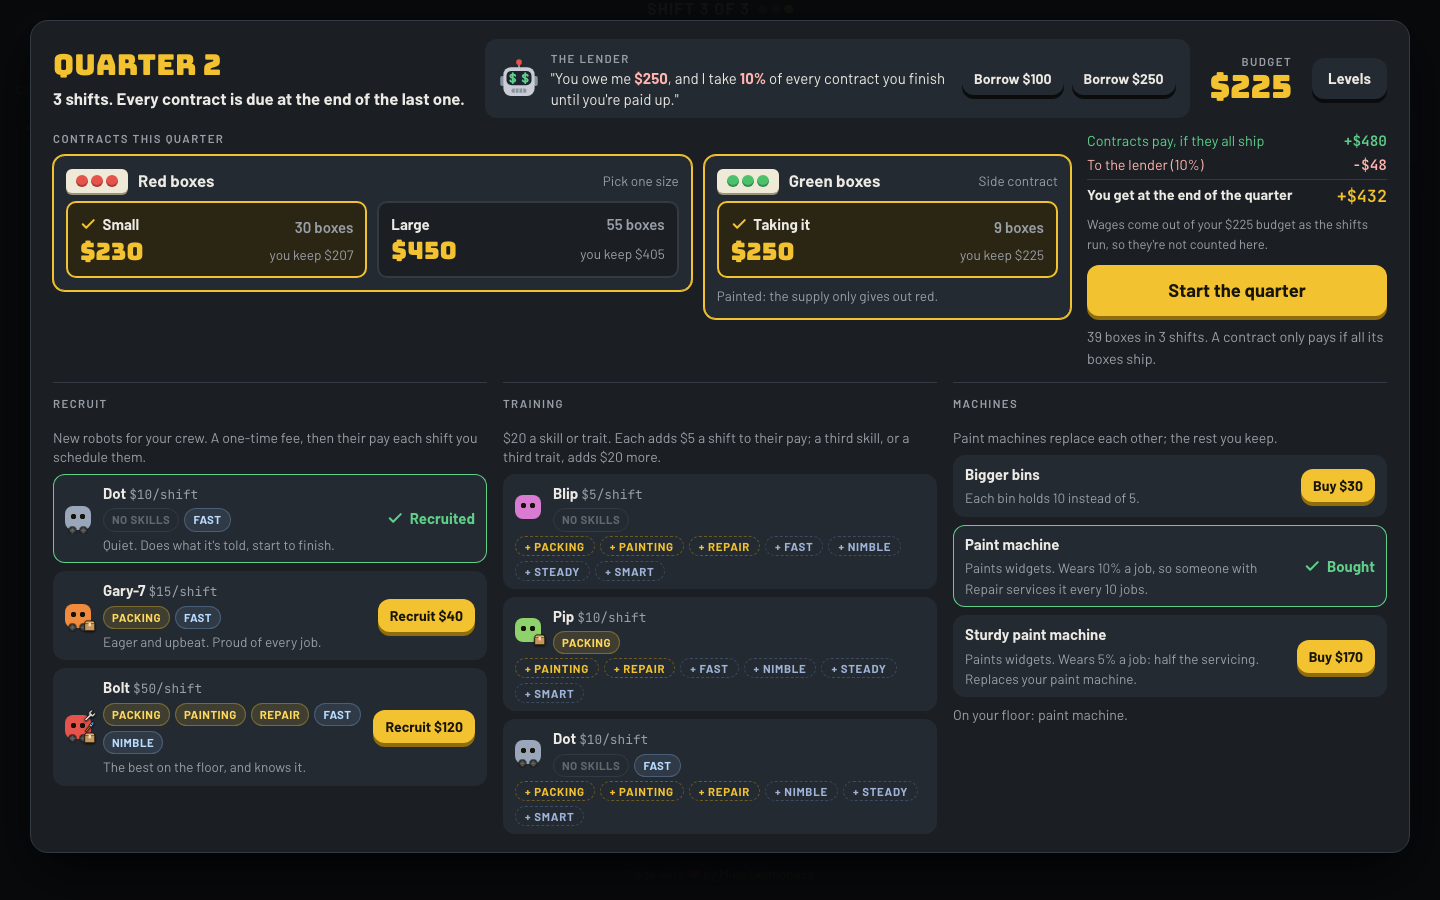 SHIFT 3 OF 3
QUARTER 2
3 shifts. Every contract is due at the end of the last one.
THE LENDER
"You owe me $250, and I take 10% of every contract you finish
until you're paid up."
Borrow $100
Borrow $250
BUDGET
$225
Levels
CONTRACTS THIS QUARTER
Red boxes
Pick one size
Small
30 boxes
$230
you keep $207
Large
55 boxes
$450
you keep $405
Green boxes
Side contract
Taking it
9 boxes
$250
you keep $225
Painted: the supply only gives out red.
Contracts pay, if they all ship +$480
To the lender (10%) -$48
You get at the end of the quarter +$432
Wages come out of your $225 budget as the shifts
run, so they're not counted here.
Start the quarter
39 boxes in 3 shifts. A contract only pays if all its
boxes ship.
RECRUIT
New robots for your crew. A one-time fee, then their pay each shift you
schedule them.
Dot $10/shift
NO SKILLS FAST
Recruited
Quiet. Does what it's told, start to finish.
Gary-7 $15/shift
PACKING FAST
Recruit $40
Eager and upbeat. Proud of every job.
Bolt $50/shift
PACKING PAINTING REPAIR FAST
NIMBLE
Recruit $120
The best on the floor, and knows it.
TRAINING
$20 a skill or trait. Each adds $5 a shift to their pay; a third skill, or a
third trait, adds $20 more.
Blip $5/shift
NO SKILLS
+ PACKING + PAINTING + REPAIR + FAST + NIMBLE
+ STEADY + SMART
Pip $10/shift
PACKING
+ PAINTING + REPAIR + FAST + NIMBLE + STEADY
+ SMART
Dot $10/shift
NO SKILLS FAST
+ PACKING + PAINTING + REPAIR + NIMBLE + STEADY
+ SMART
MACHINES
Paint machines replace each other; the rest you keep.
Bigger bins
Each bin holds 10 instead of 5.
Buy $30
Paint machine
Paints widgets. Wears 10% a job, so someone with
Repair services it every 10 jobs.
Bought
Sturdy paint machine
Paints widgets. Wears 5% a job: half the servicing.
Replaces your paint machine.
Buy $170
On your floor: paint machine.